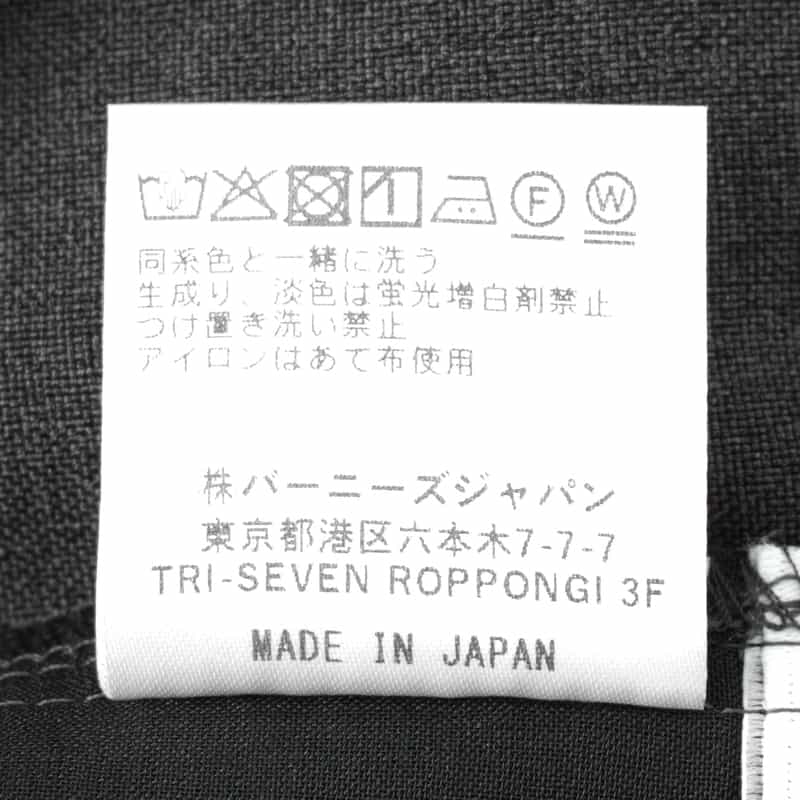 F W
同系色と一緒に洗う
生成り、淡色は蛍光増白剤禁止
つけ置き洗い禁止
アイロンはあて布使用
株バーニーズジャパン
東京都港区六本木7-7-7
TRI-SEVEN ROPPONGI 3F
MADE IN JAPAN